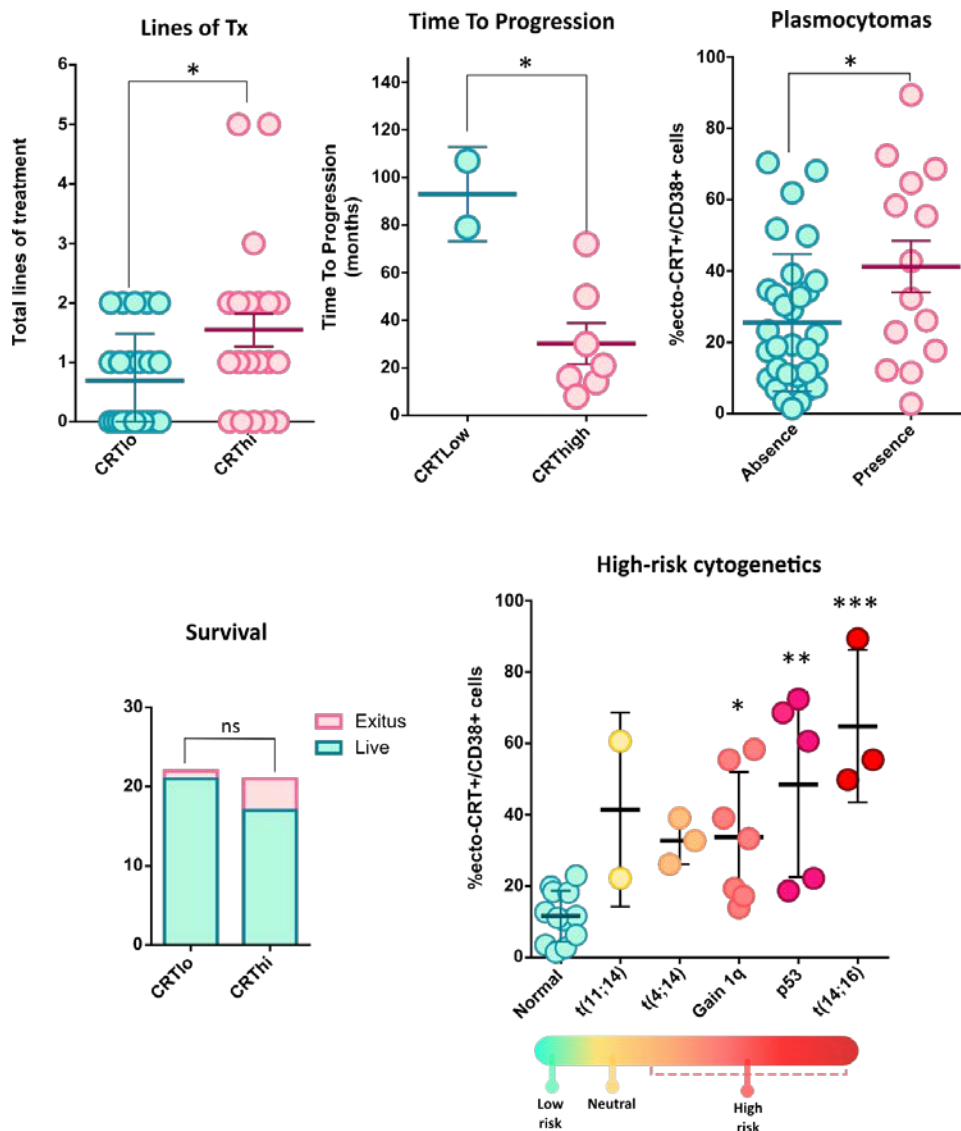 Lines of Tx
Total lines of treatment
6
5
4
3
2
1
0
*
CRTlo
CRThi
Time To Progression
Time To Progression
(months)
140
120
100
80
60
40
20
0
*
CRTLow
CRThigh
Plasmocytomas
%ecto-CRT+/CD38+ cells
100
80
60
40
20
0
*
Absence
Presence
Survival
30
20
10
0
ns
Exitus
Live
CRTlo
CRThi
High-risk cytogenetics
%ecto-CRT+/CD38+ cells
100
80
60
40
20
0
*
**
***
Normal
t(11;14)
t(4;14)
Gain 1q
p53
t(14;16)
Low
risk
Neutral
High
risk